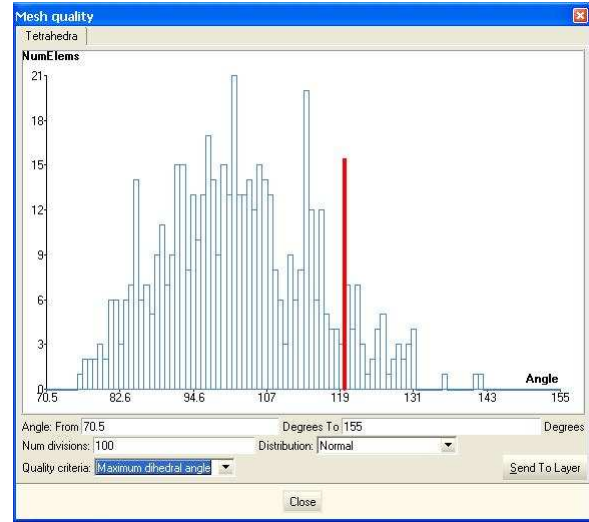 Mesh quality
Tetrahedra
NumElems
21
18
15
12
9
6
3
0
70.5 82.6 94.6 107 119 131 143 155
Angle
Angle: From 70.5 Degrees To 155 Degrees
Num divisions: 100 Distribution: Normal
Quality criteria: Maximum dihedral angle Send To Layer
Close